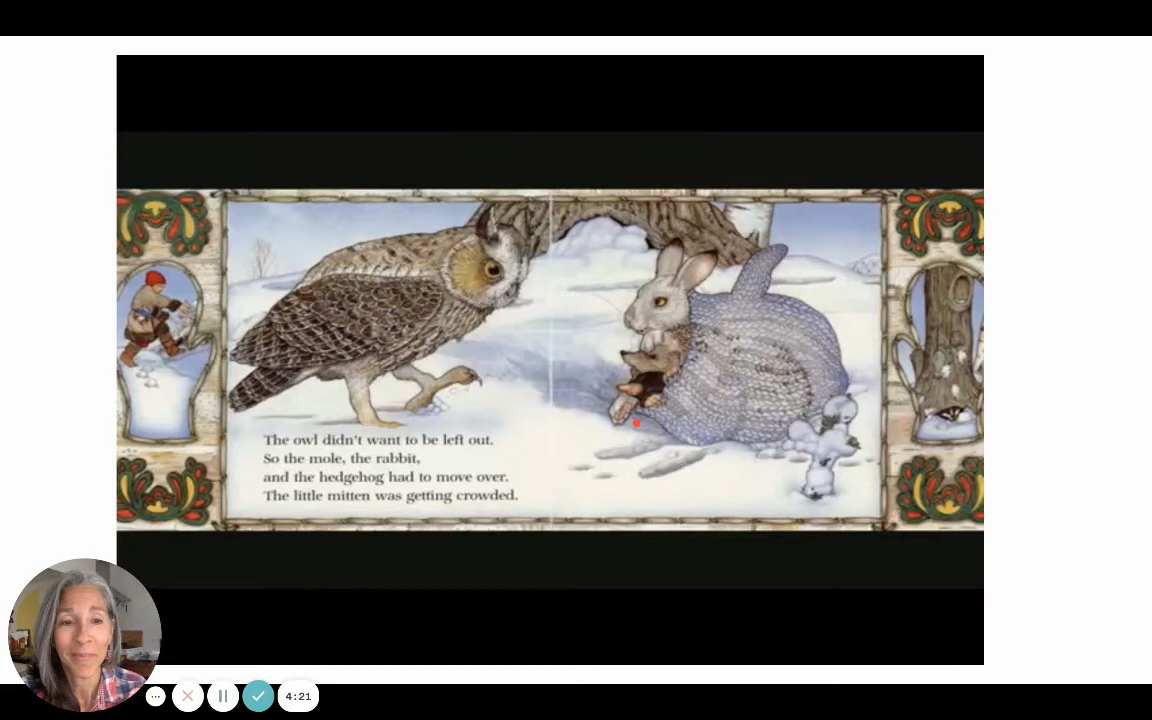 The owl didn't want to be left out.
So the mole, the rabbit,
and the hedgehog had to move over.
The little mitten was getting crowded.
4:21